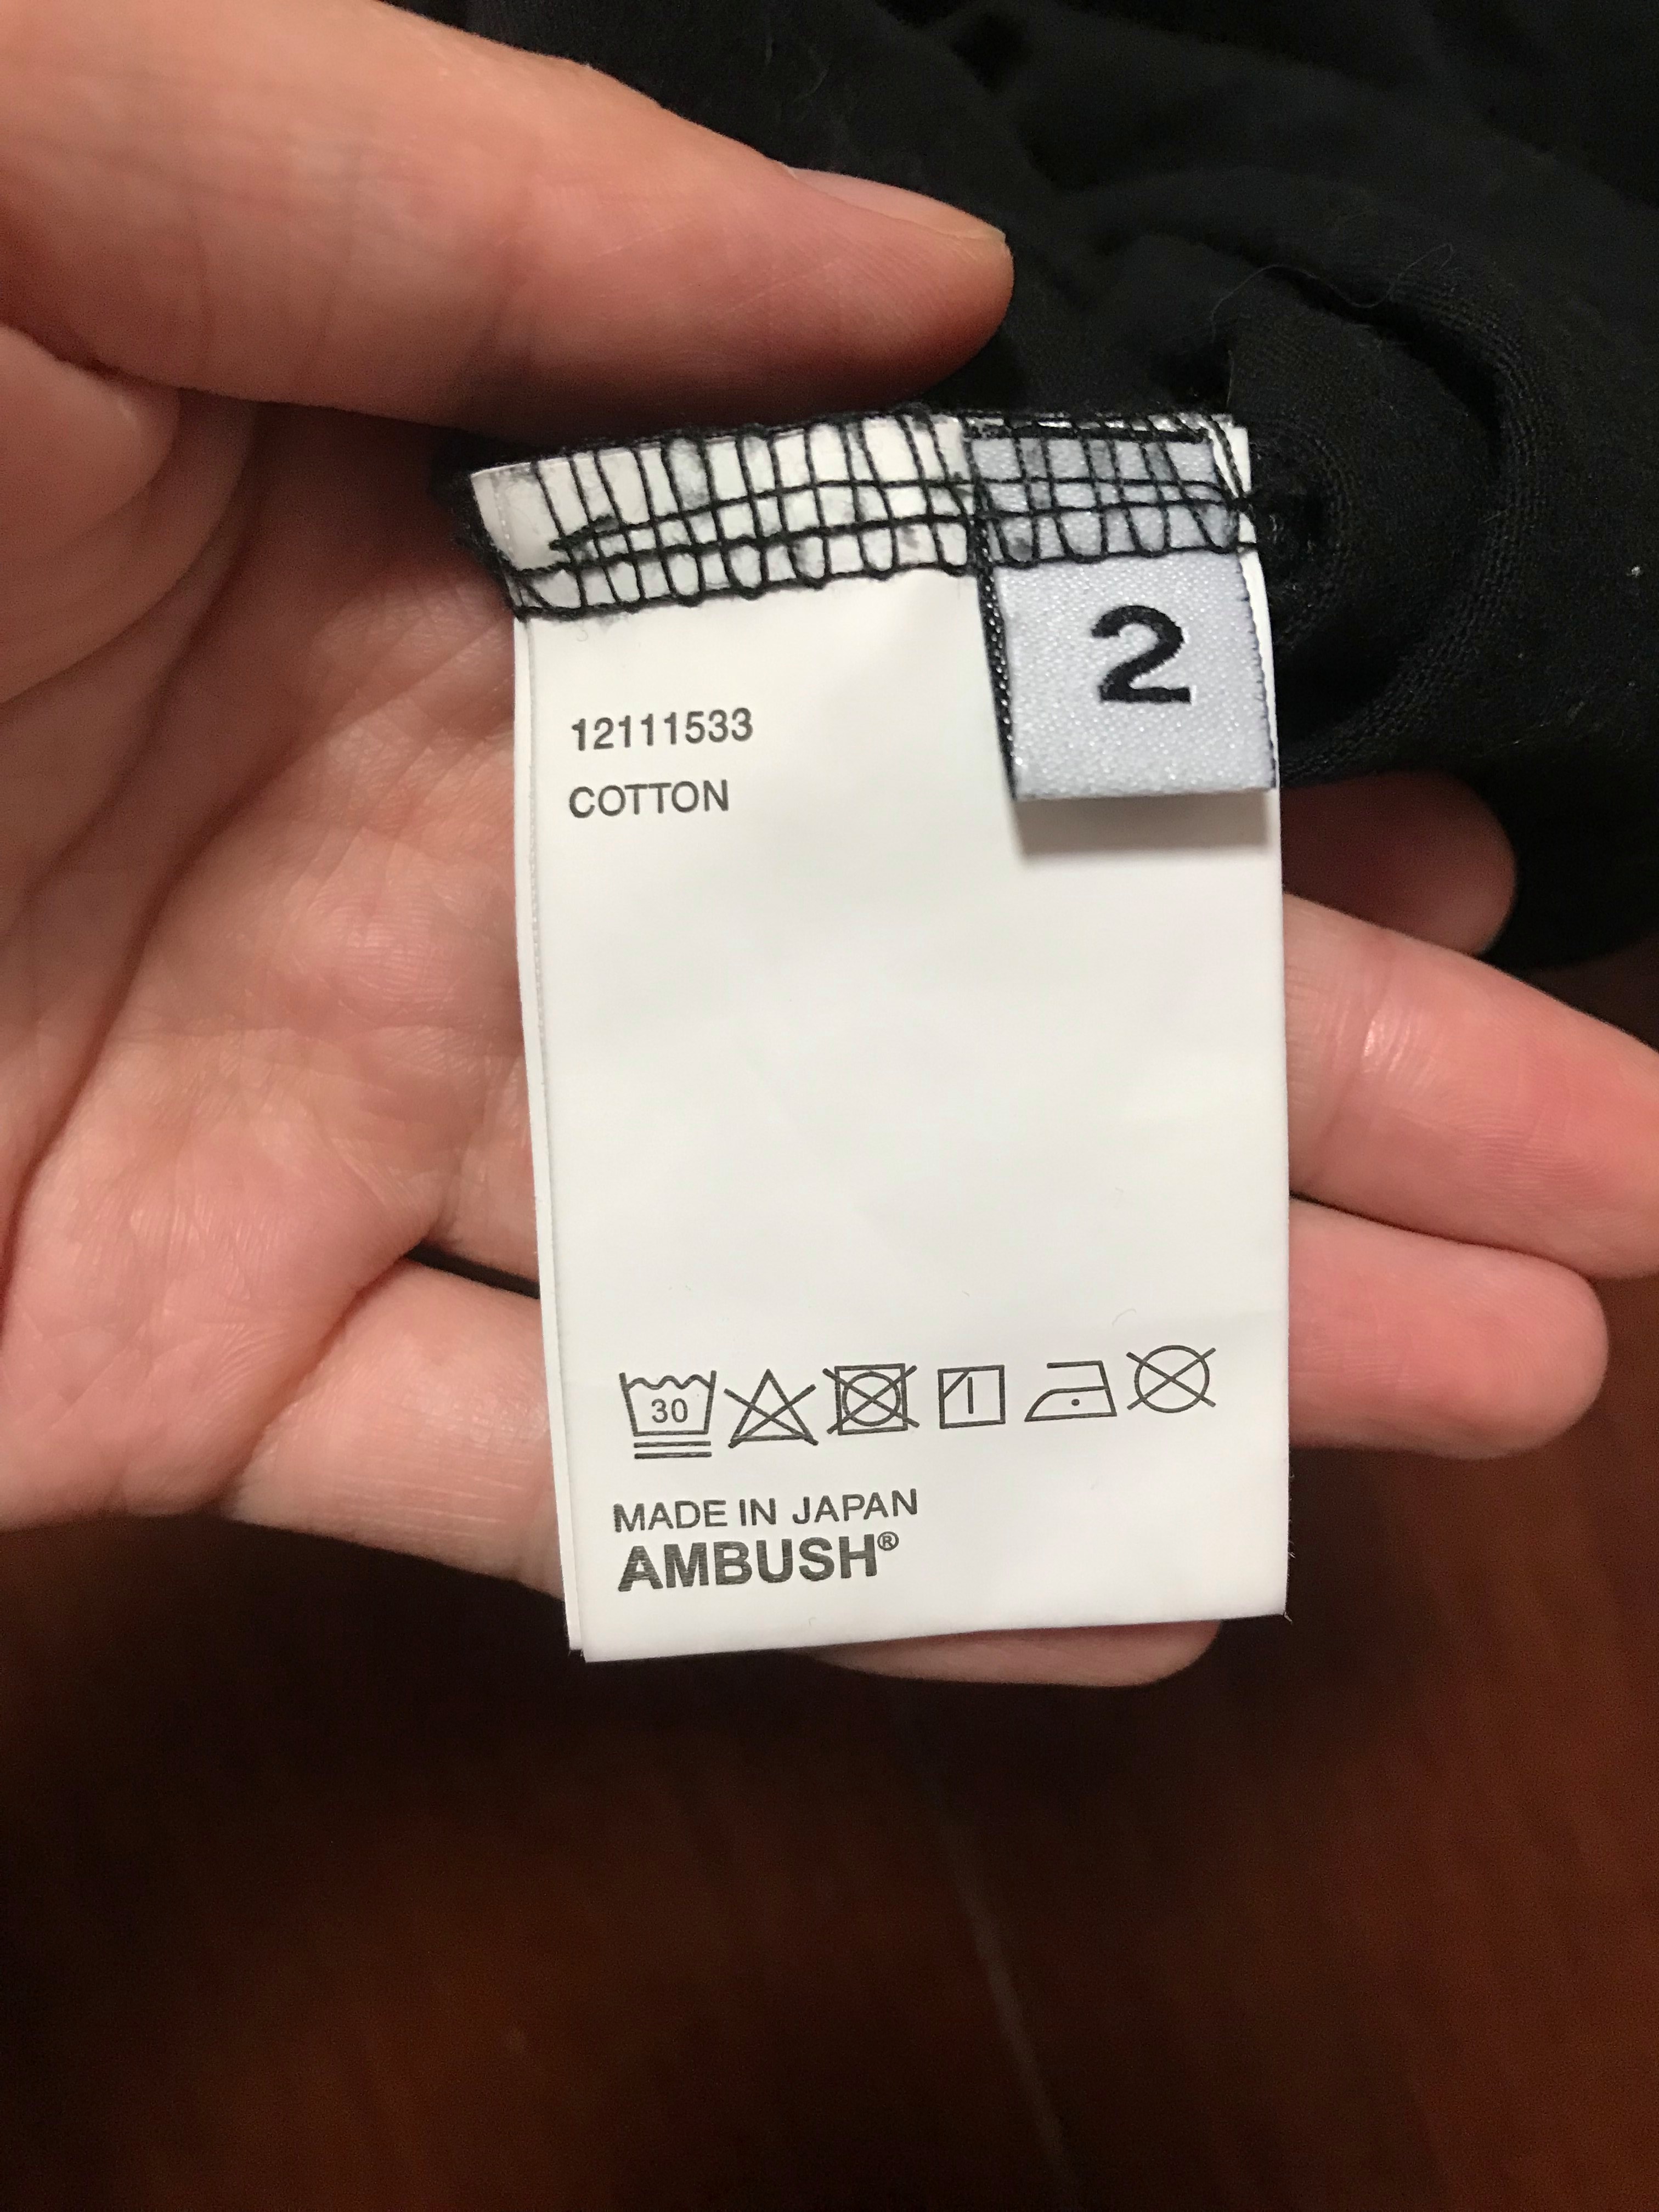 2
12111533
COTTON
30
MADE IN JAPAN
AMBUSH®